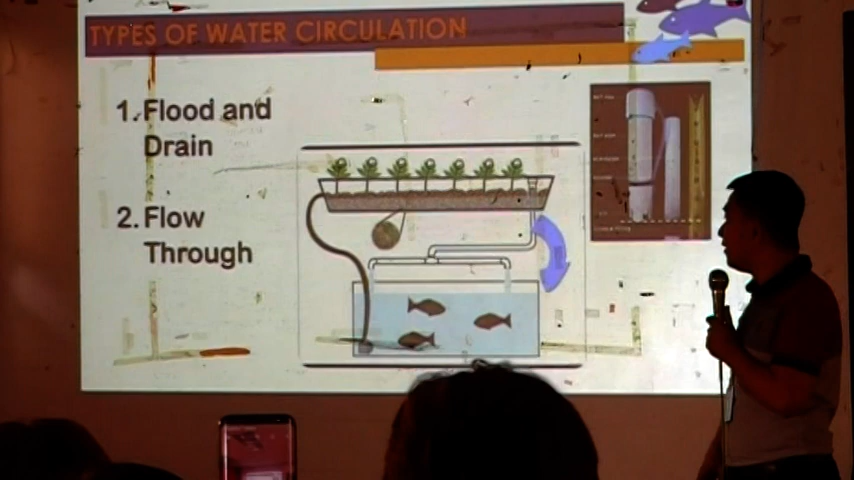 TYPES OF WATER CIRCULATION
1. Flood and
Drain
2. Flow
Through